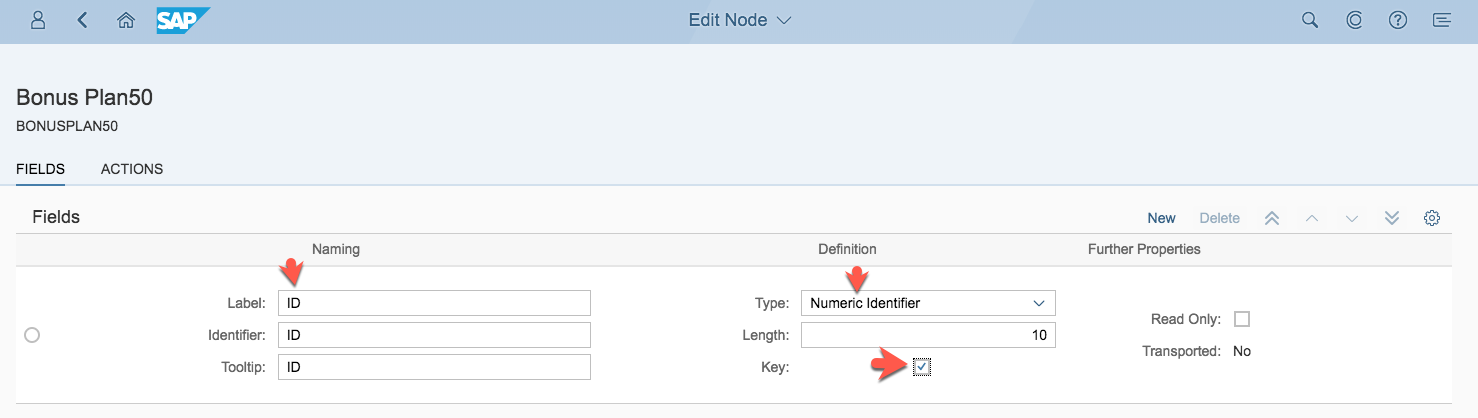 SAP Edit Node
Bonus Plan50
BONUSPLAN50
FIELDS ACTIONS
Fields New Delete
Naming Definition Further Properties
Label: ID Type: Numeric Identifier
Read Only:
Identifier: ID Length: 10
Transported: No
Tooltip: ID Key: